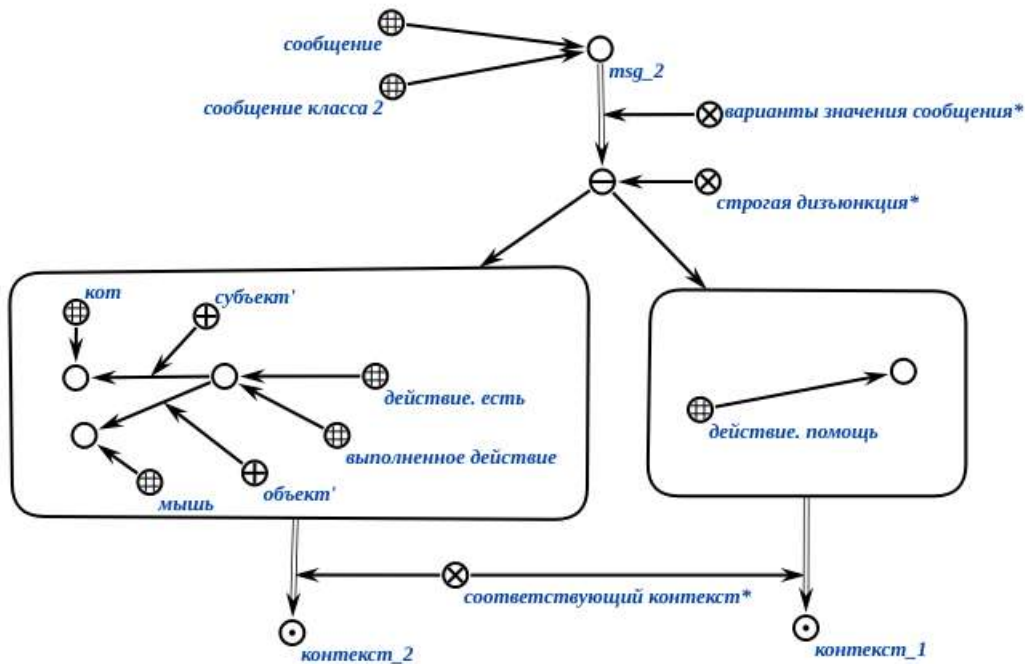 сообщение
msg_2
сообщение класса 2
варианты значения сообщения*
строгая дизъюнкция*
кот
субъект'
действие. есть
действие. помощь
выполненное действие
объект'
мышь
соответствующий контекст*
контекст_2
контекст_1